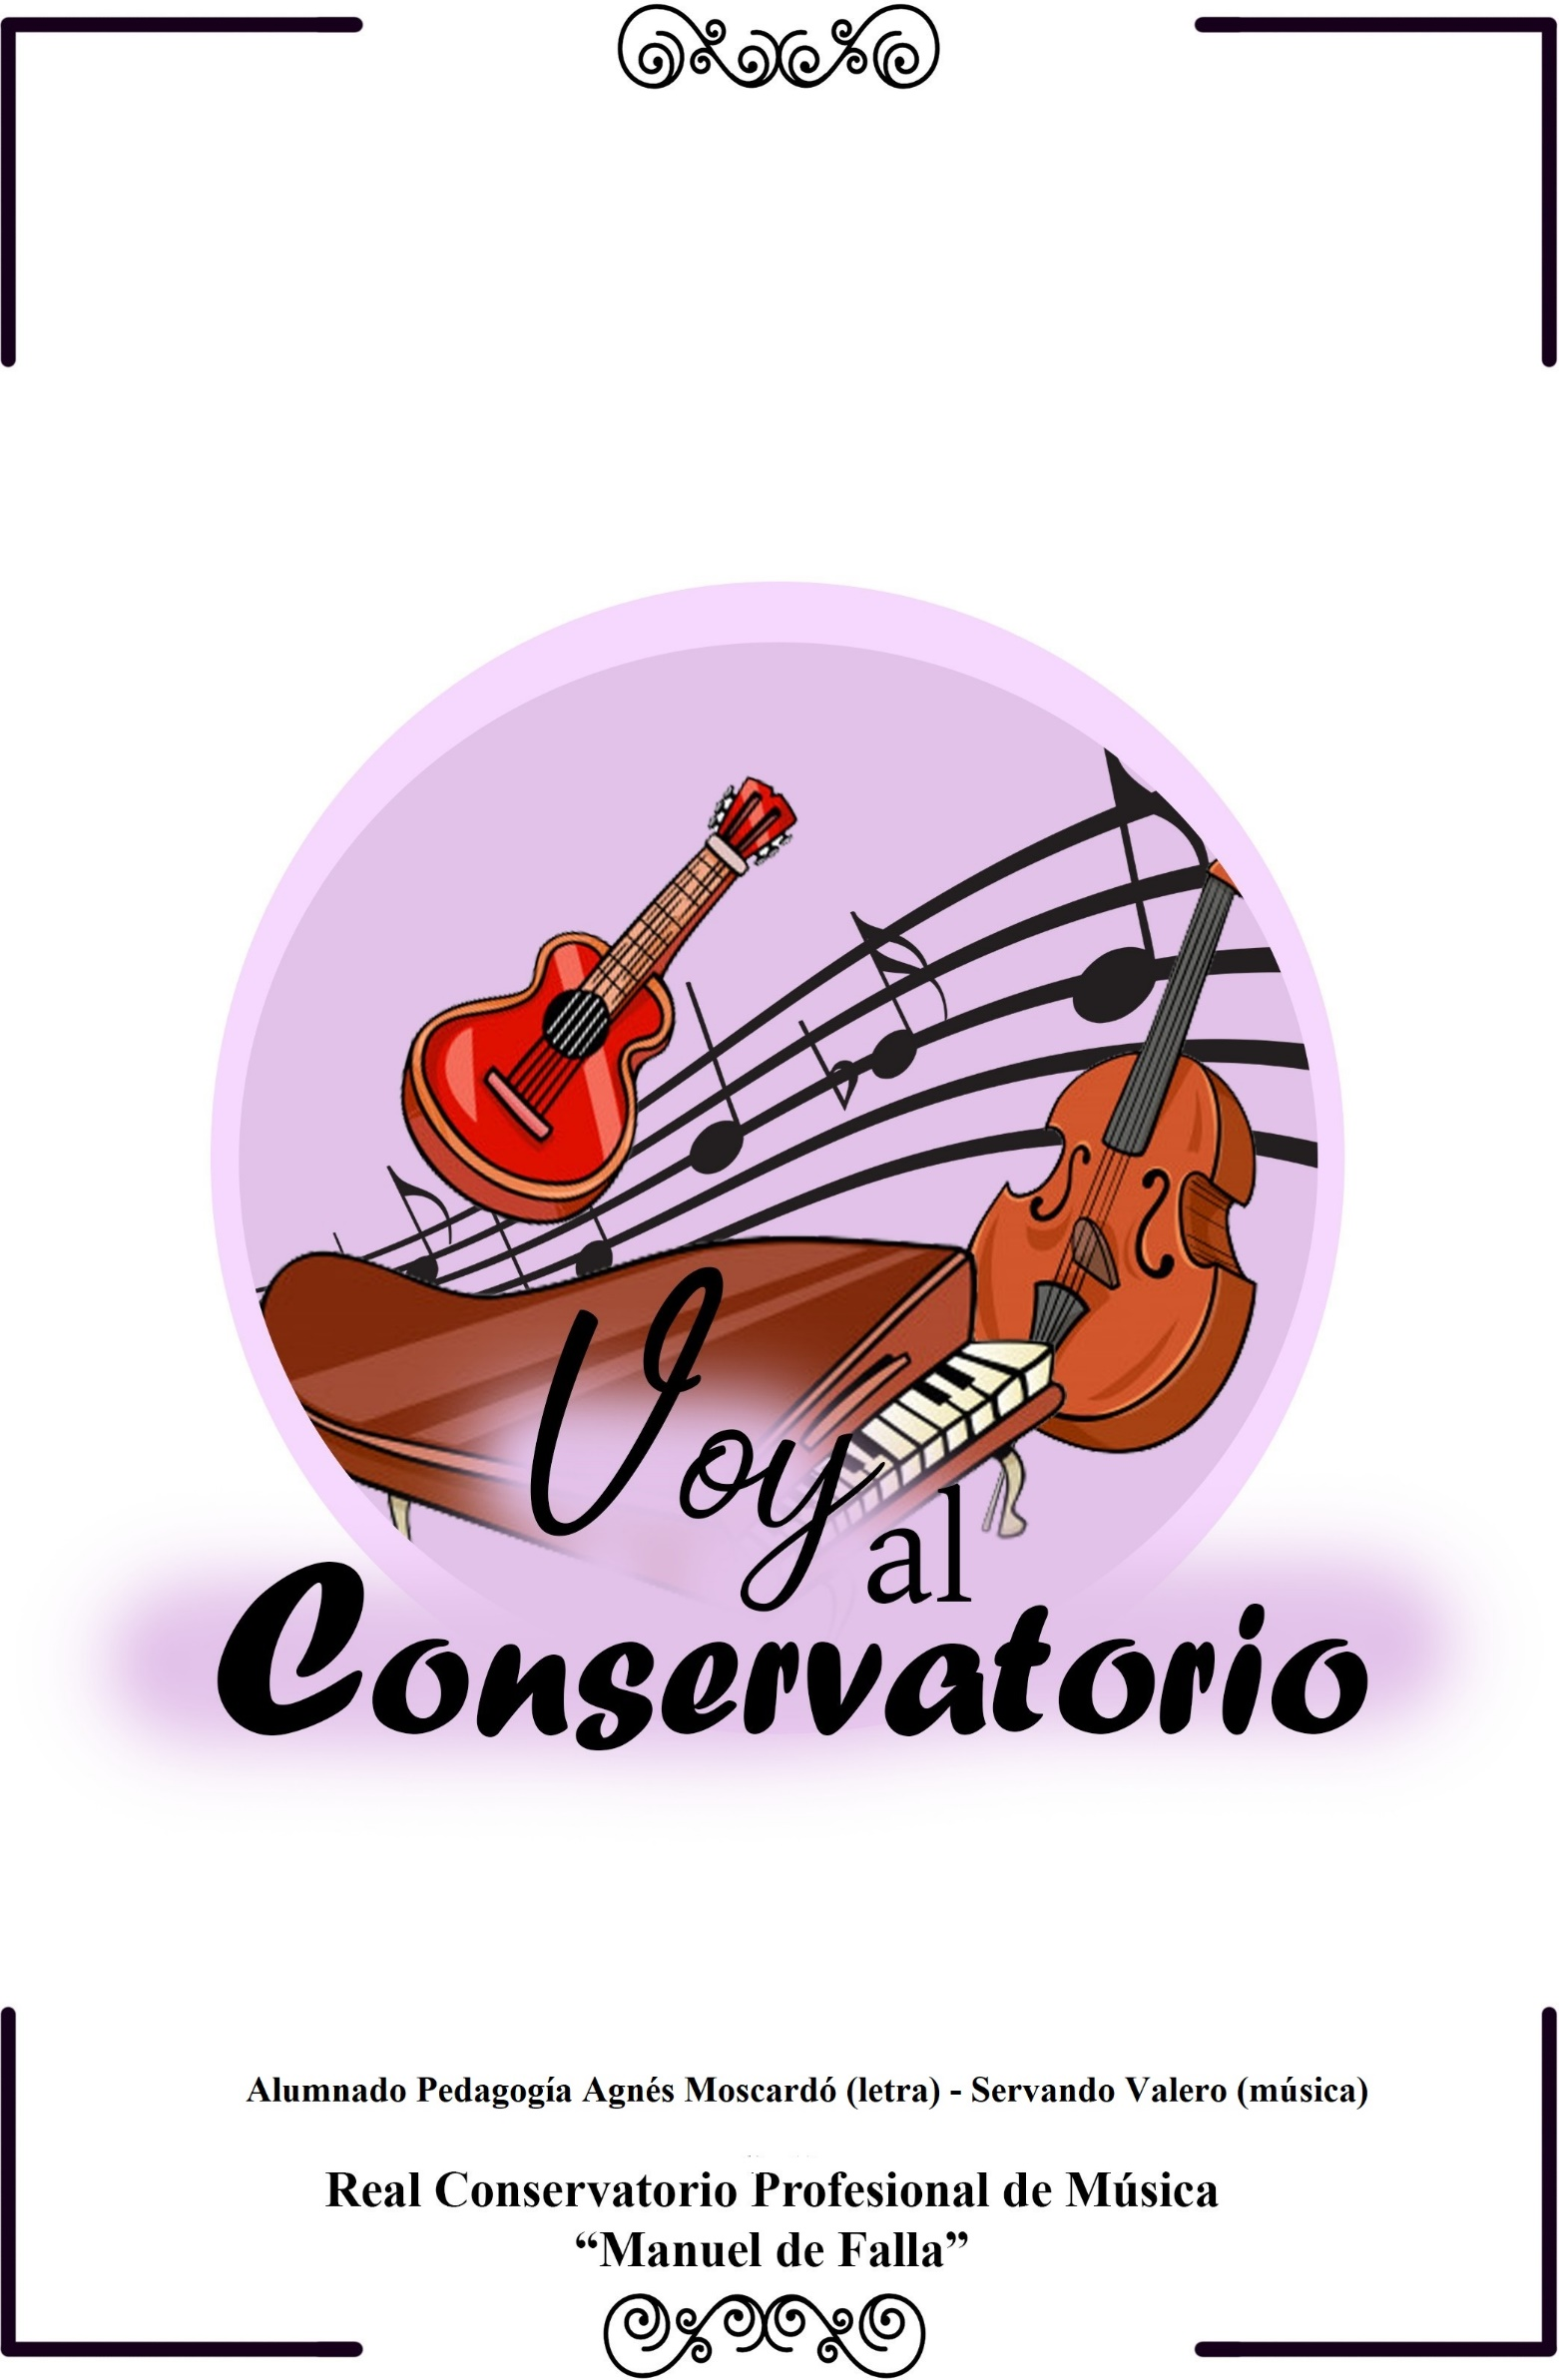 Voy
al
Conservatorio
Alumnado Pedagogía Agnés Moscardó (letra) - Servando Valero (música)
Real Conservatorio Profesional de Música
“Manuel de Falla”